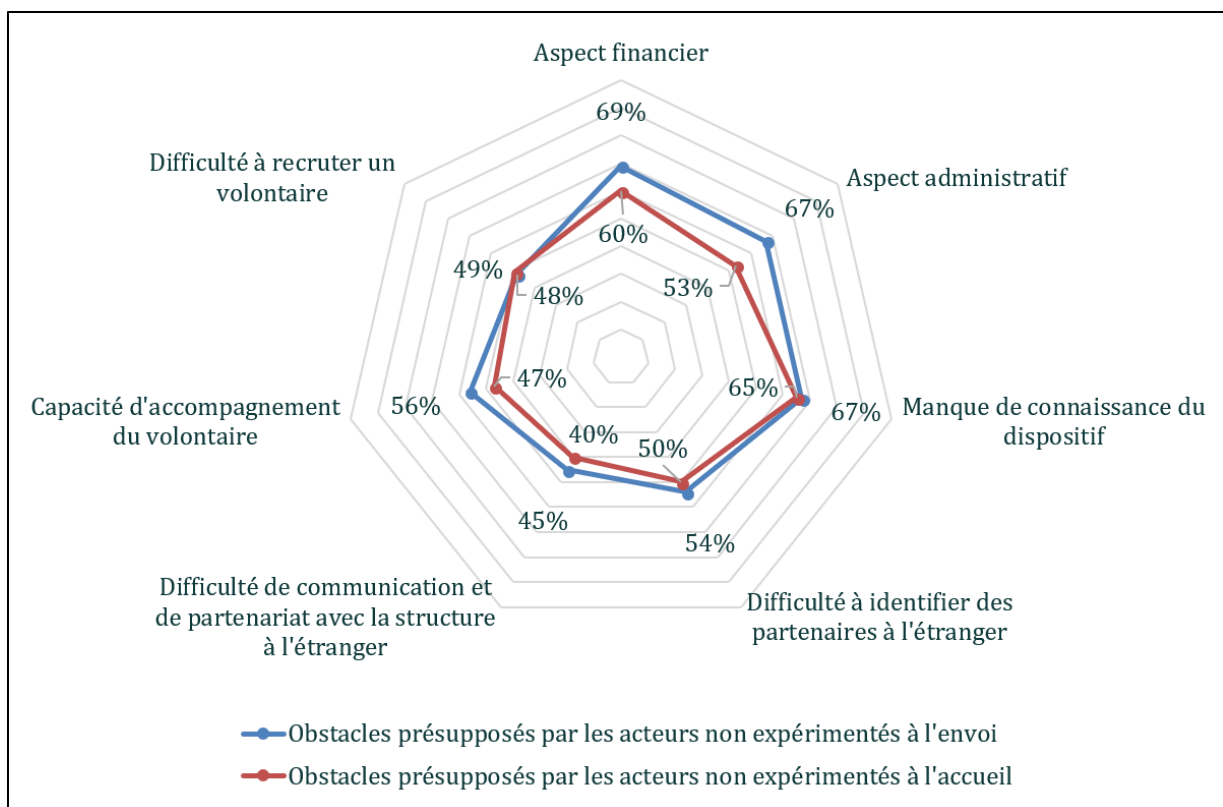 Aspect financier
69%
Difficulté à recruter un
volontaire
Aspect administratif
67%
60%
49%
48%
53%
47%
65%
Capacité d'accompagnement
du volontaire
56%
67%
Manque de connaissance du
dispositif
40%
50%
45%
54%
Difficulté de communication et
de partenariat avec la structure
à l'étranger
Difficulté à identifier des
partenaires à l'étranger
Obstacles présupposés par les acteurs non expérimentés à l'envoi
Obstacles présupposés par les acteurs non expérimentés à l'accueil